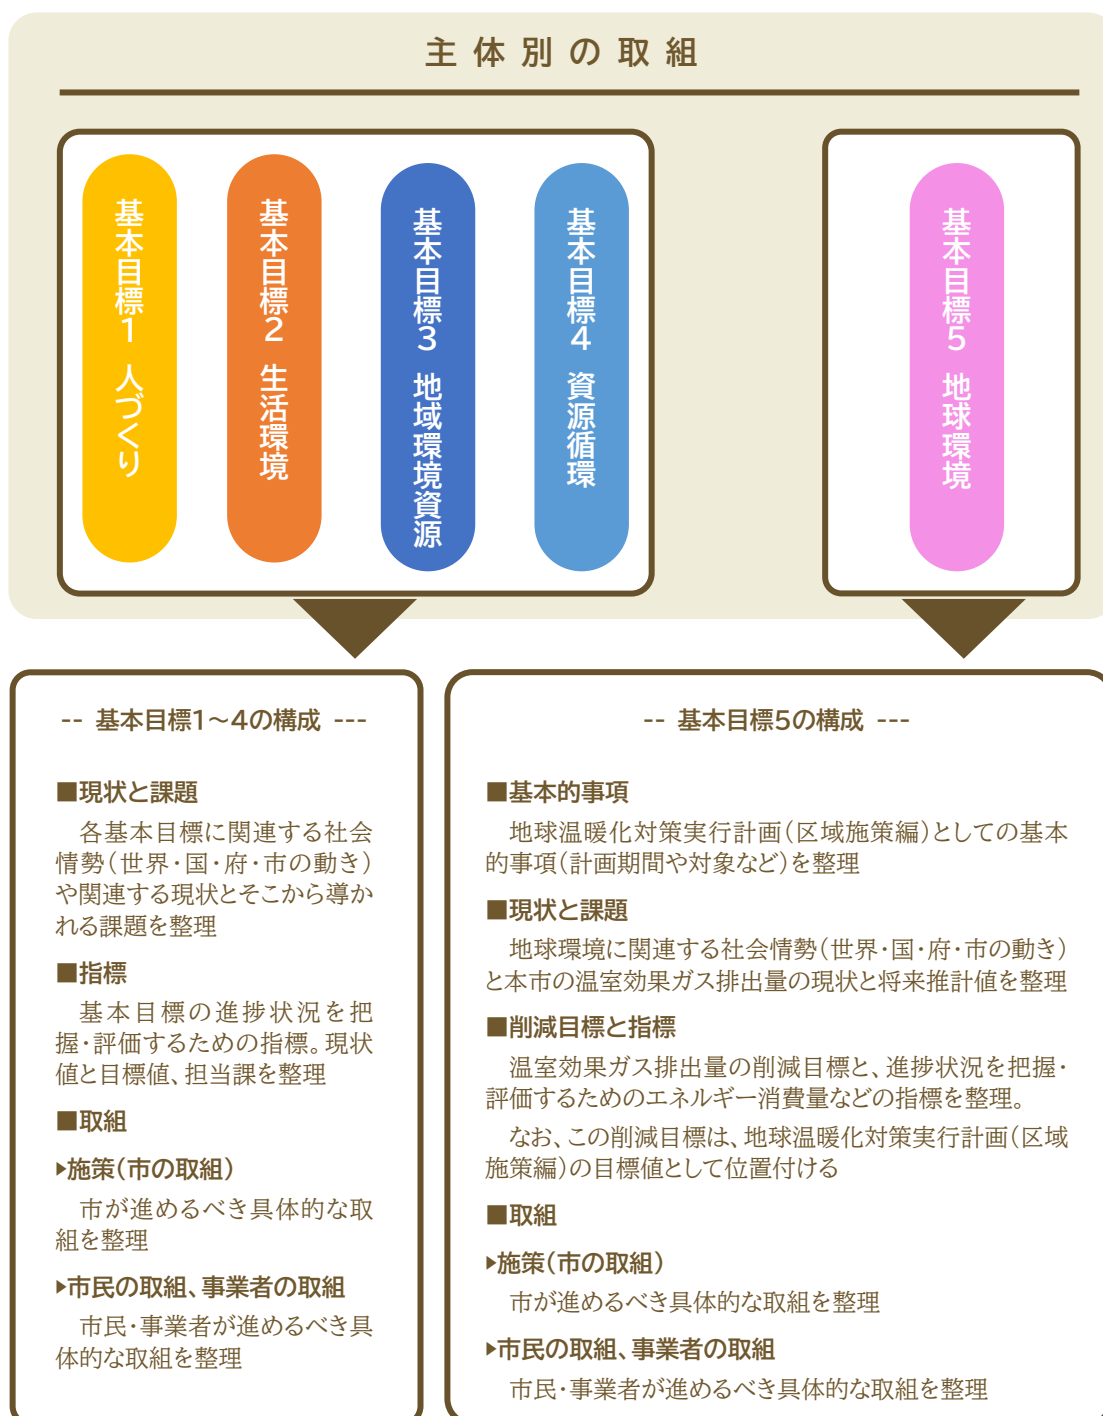 主体別の取組
基本目標1 人づくり
基本目標2 生活環境
基本目標3 地域環境資源
基本目標4 資源循環
基本目標5 地球環境
-- 基本目標1～4の構成 ---
■現状と課題
各基本目標に関連する社会
情勢（世界・国・府・市の動き）
や関連する現状とそこから導か
れる課題を整理
■指標
基本目標の進捗状況を把
握・評価するための指標。現状
値と目標値、担当課を整理
■取組
▶施策（市の取組）
市が進めるべき具体的な取
組を整理
▶市民の取組、事業者の取組
市民・事業者が進めるべき具
体的な取組を整理
-- 基本目標5の構成 ---
■基本的事項
地球温暖化対策実行計画（区域施策編）としての基本
的事項（計画期間や対象など）を整理
■現状と課題
地球環境に関連する社会情勢（世界・国・府・市の動き）
と本市の温室効果ガス排出量の現状と将来推計値を整理
■削減目標と指標
温室効果ガス排出量の削減目標と、進捗状況を把握・
評価するためのエネルギー消費量などの指標を整理。
なお、この削減目標は、地球温暖化対策実行計画（区域
施策編）の目標値として位置付ける
■取組
▶施策（市の取組）
市が進めるべき具体的な取組を整理
▶市民の取組、事業者の取組
市民・事業者が進めるべき具体的な取組を整理